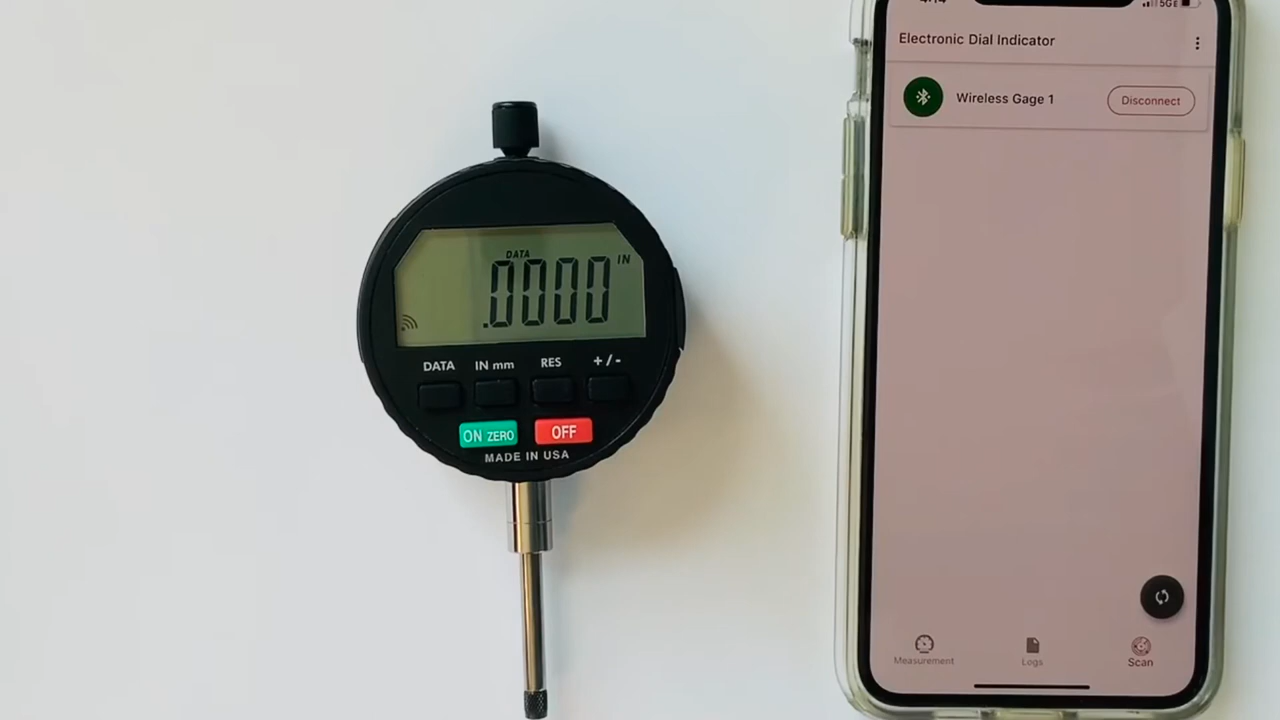 DATA
IN
.0000
DATA IN mm RES +/-
ON ZERO OFF
MADE IN USA
5GE
Electronic Dial Indicator
Wireless Gage 1
Disconnect
Measurement Logs Scan